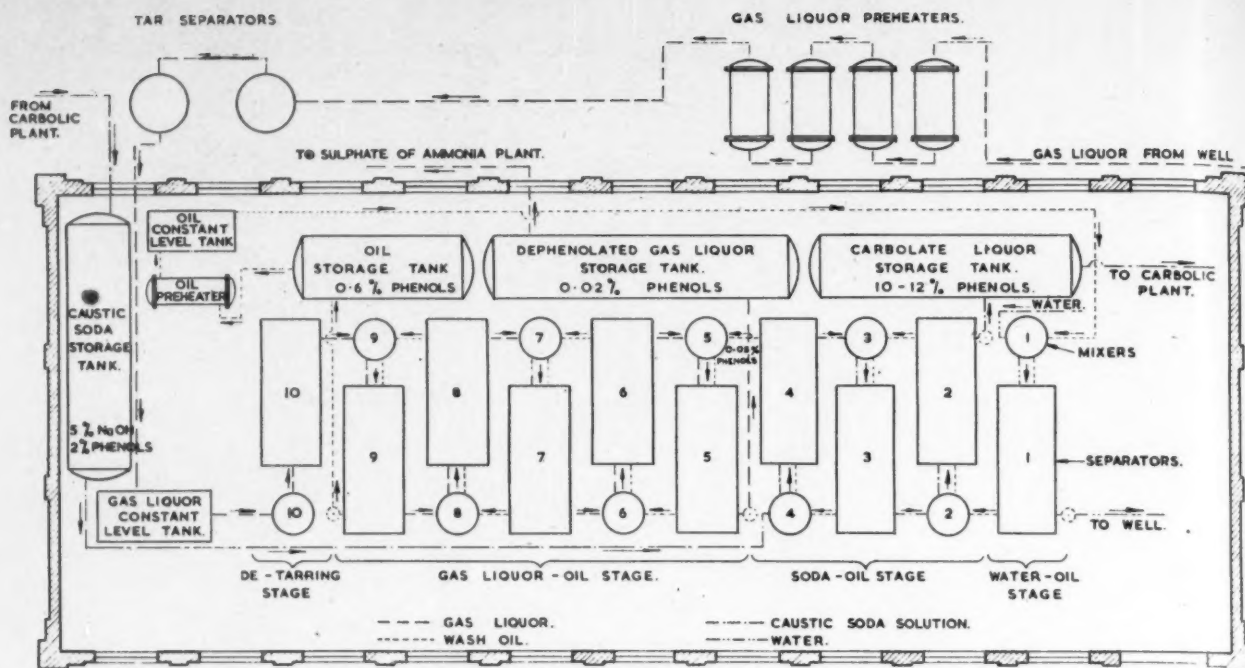 TAR SEPARATORS
GAS LIQUOR PREHEATERS.
FROM
CARBOLIC
PLANT.
TO SULPHATE OF AMMONIA PLANT.
GAS LIQUOR FROM WELL
OIL
CONSTANT
LEVEL TANK
OIL
PREHEATER
OIL
STORAGE TANK
0·6% PHENOLS
DEPHENOLATED GAS LIQUOR
STORAGE TANK.
0·02% PHENOLS
CARBOLATE LIQUOR
STORAGE TANK.
10-12% PHENOLS.
TO CARBOLIC
PLANT.
WATER.
CAUSTIC
SODA
STORAGE
TANK.
5% NaOH
2% PHENOLS
9
7
5
3
1
MIXERS
PHENOLS
10
8
6
4
2
9
7
5
3
1
SEPARATORS.
GAS LIQUOR
CONSTANT
LEVEL TANK.
10
8
6
4
2
TO WELL.
DE-TARRING
STAGE
GAS LIQUOR-OIL STAGE.
SODA-OIL STAGE
WATER-OIL
STAGE
GAS LIQUOR.
CAUSTIC SODA SOLUTION.
WASH OIL.
WATER.